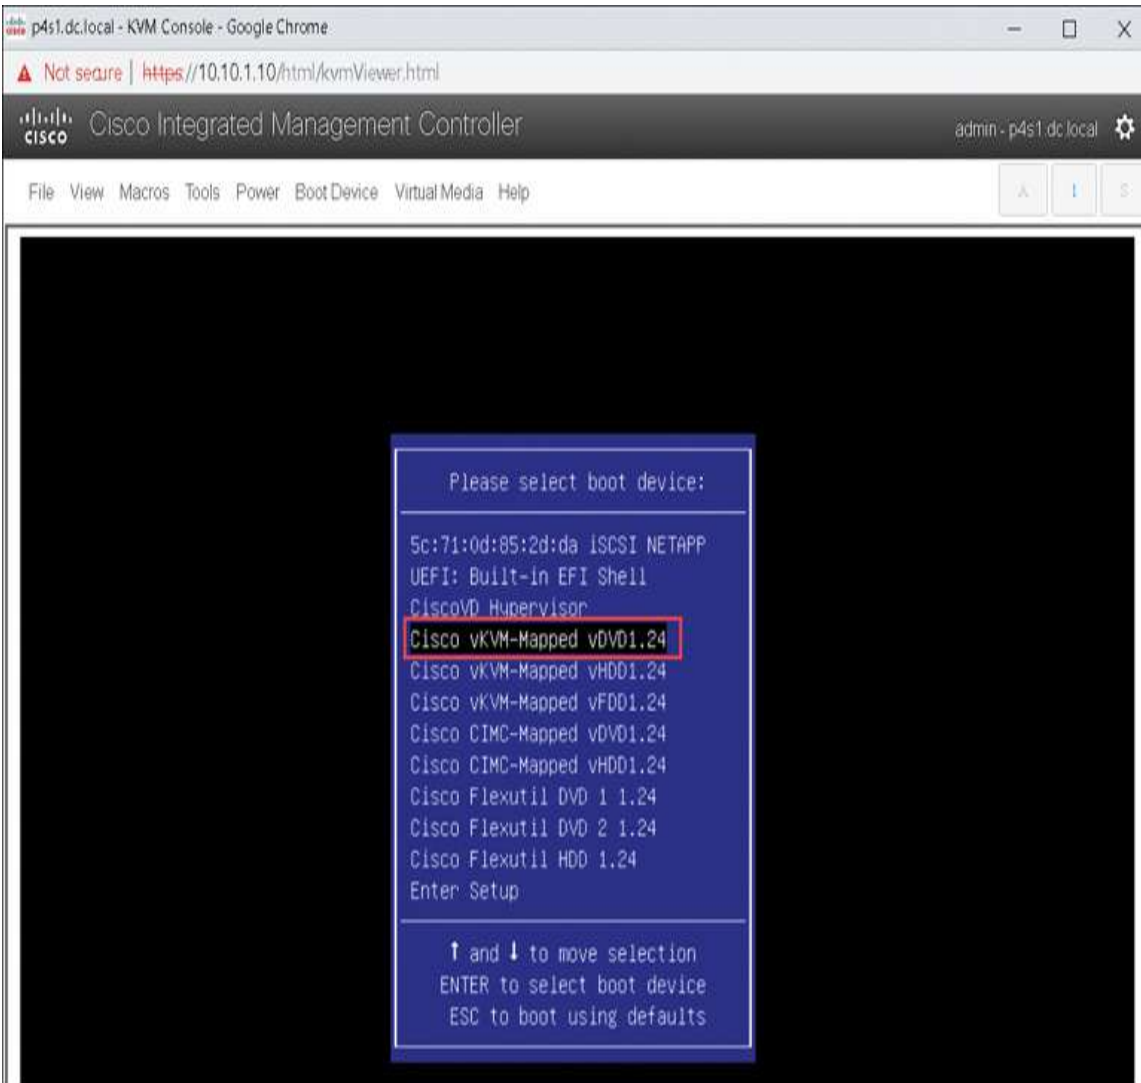 p4s1.dc.local - KVM Console - Google Chrome
Not secure | https://10.10.1.10/html/kvmViewer.html
cisco Cisco Integrated Management Controller admin - p4s1.dc.local
File View Macros Tools Power Boot Device Virtual Media Help A 1 S
Please select boot device:
5c:71:0d:85:2d:da iSCSI NETAPP
UEFI: Built-in EFI Shell
CiscoVD Hypervisor
Cisco vKVM-Mapped vDVD1.24
Cisco vKVM-Mapped vHDD1.24
Cisco vKVM-Mapped vFDD1.24
Cisco CIMC-Mapped vDVD1.24
Cisco CIMC-Mapped vHDD1.24
Cisco Flexutil DVD 1 1.24
Cisco Flexutil DVD 2 1.24
Cisco Flexutil HDD 1.24
Enter Setup
↑ and ↓ to move selection
ENTER to select boot device
ESC to boot using defaults